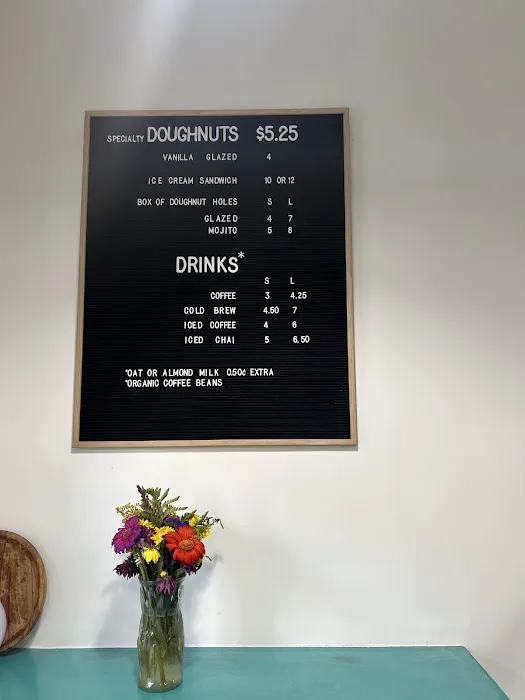 SPECIALTY DOUGHNUTS $5.25
VANILLA GLAZED 4
ICE CREAM SANDWICH 10 OR 12
BOX OF DOUGHNUT HOLES S L
GLAZED 4 7
MOJITO 5 8
DRINKS*
S L
COFFEE 3 4.25
COLD BREW 4.50 7
ICED COFFEE 4 6
ICED CHAI 5 6.50
*OAT OR ALMOND MILK 0.50¢ EXTRA
*ORGANIC COFFEE BEANS